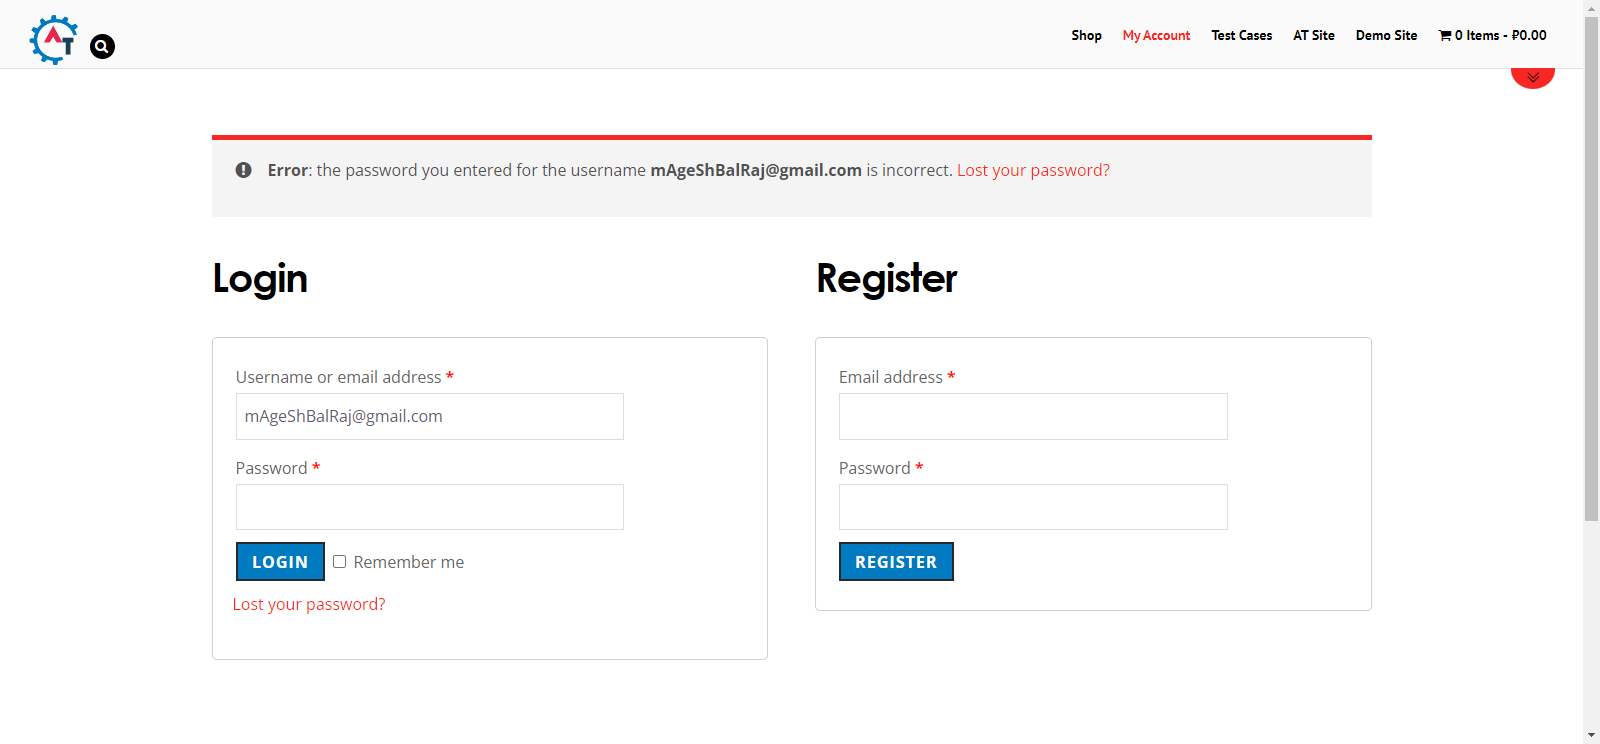 AT
Shop
My Account
Test Cases
AT Site
Demo Site
0 Items - ₽0.00
Error: the password you entered for the username mAgeShBalRaj@gmail.com is incorrect. Lost your password?
Login
Username or email address *
mAgeShBalRaj@gmail.com
Password *
LOGIN
Remember me
Lost your password?
Register
Email address *
Password *
REGISTER